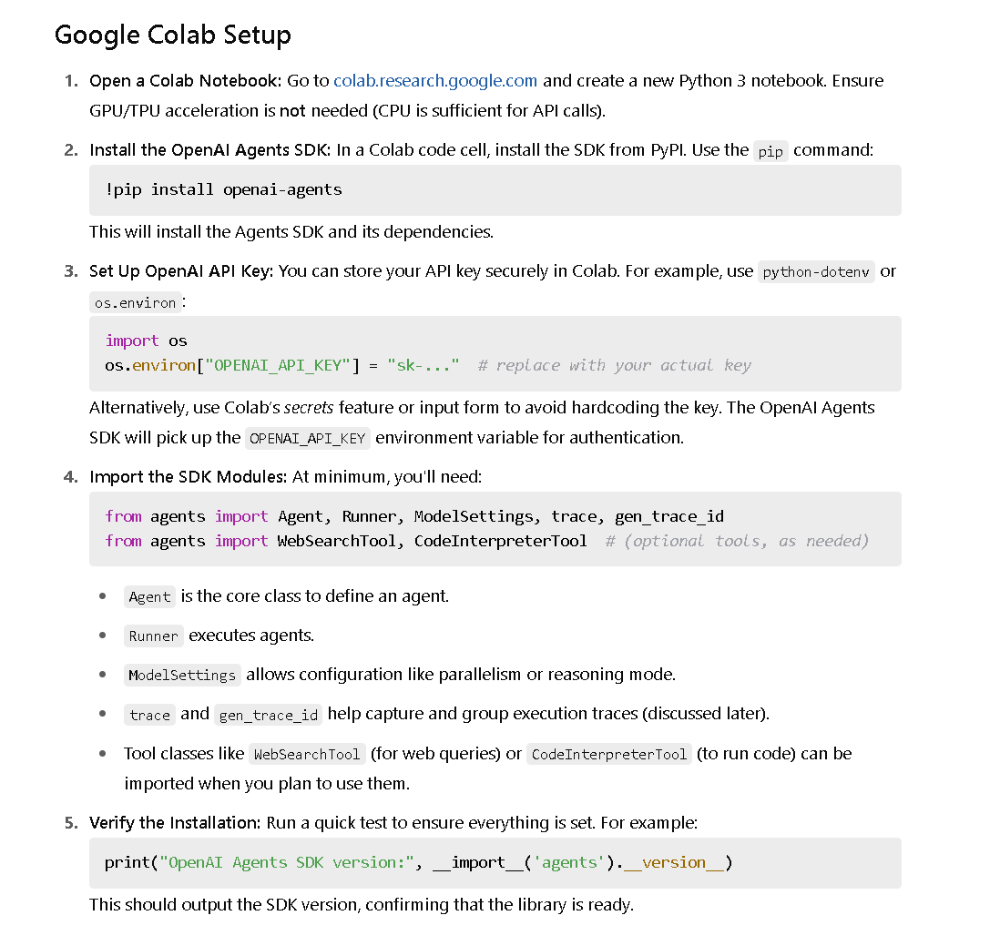 Google Colab Setup
1. Open a Colab Notebook: Go to colab.research.google.com and create a new Python 3 notebook. Ensure
GPU/TPU acceleration is not needed (CPU is sufficient for API calls).
2. Install the OpenAI Agents SDK: In a Colab code cell, install the SDK from PyPI. Use the pip command:
!pip install openai-agents
This will install the Agents SDK and its dependencies.
3. Set Up OpenAI API Key: You can store your API key securely in Colab. For example, use python-dotenv or
os.environ:
import os
os.environ["OPENAI_API_KEY"] = "sk-..."  # replace with your actual key
Alternatively, use Colab's secrets feature or input form to avoid hardcoding the key. The OpenAI Agents
SDK will pick up the OPENAI_API_KEY environment variable for authentication.
4. Import the SDK Modules: At minimum, you'll need:
from agents import Agent, Runner, ModelSettings, trace, gen_trace_id
from agents import WebSearchTool, CodeInterpreterTool  # (optional tools, as needed)
• Agent is the core class to define an agent.
• Runner executes agents.
• ModelSettings allows configuration like parallelism or reasoning mode.
• trace and gen_trace_id help capture and group execution traces (discussed later).
• Tool classes like WebSearchTool (for web queries) or CodeInterpreterTool (to run code) can be
imported when you plan to use them.
5. Verify the Installation: Run a quick test to ensure everything is set. For example:
print("OpenAI Agents SDK version:", __import__('agents').__version__)
This should output the SDK version, confirming that the library is ready.